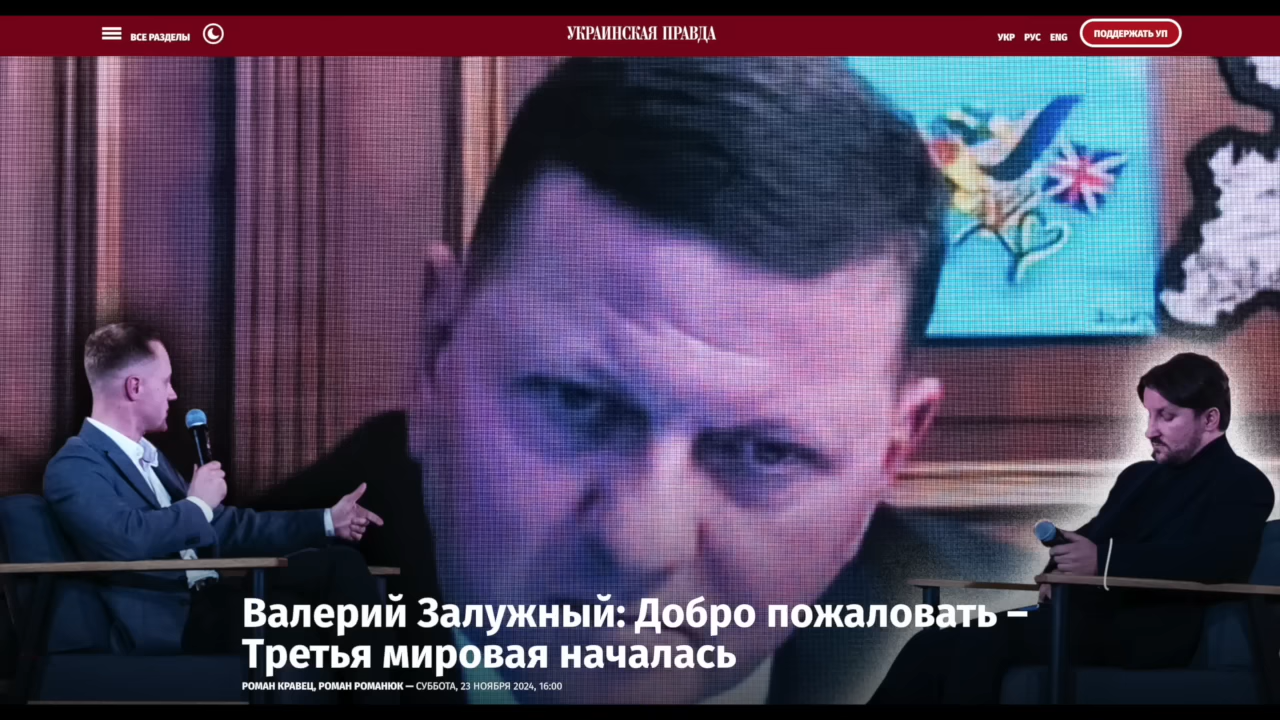 ВСЕ РАЗДЕЛЫ
УКРАИНСКАЯ ПРАВДА
УКР РУС ENG
ПОДДЕРЖАТЬ УП
Валерий Залужный: Добро пожаловать –
Третья мировая началась
РОМАН КРАВЕЦ, РОМАН РОМАНЮК — СУББОТА, 23 НОЯБРЯ 2024, 16:00